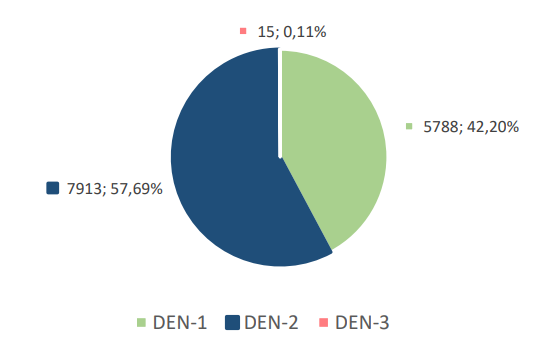 15; 0,11%
5788; 42,20%
7913; 57,69%
DEN-1 DEN-2 DEN-3